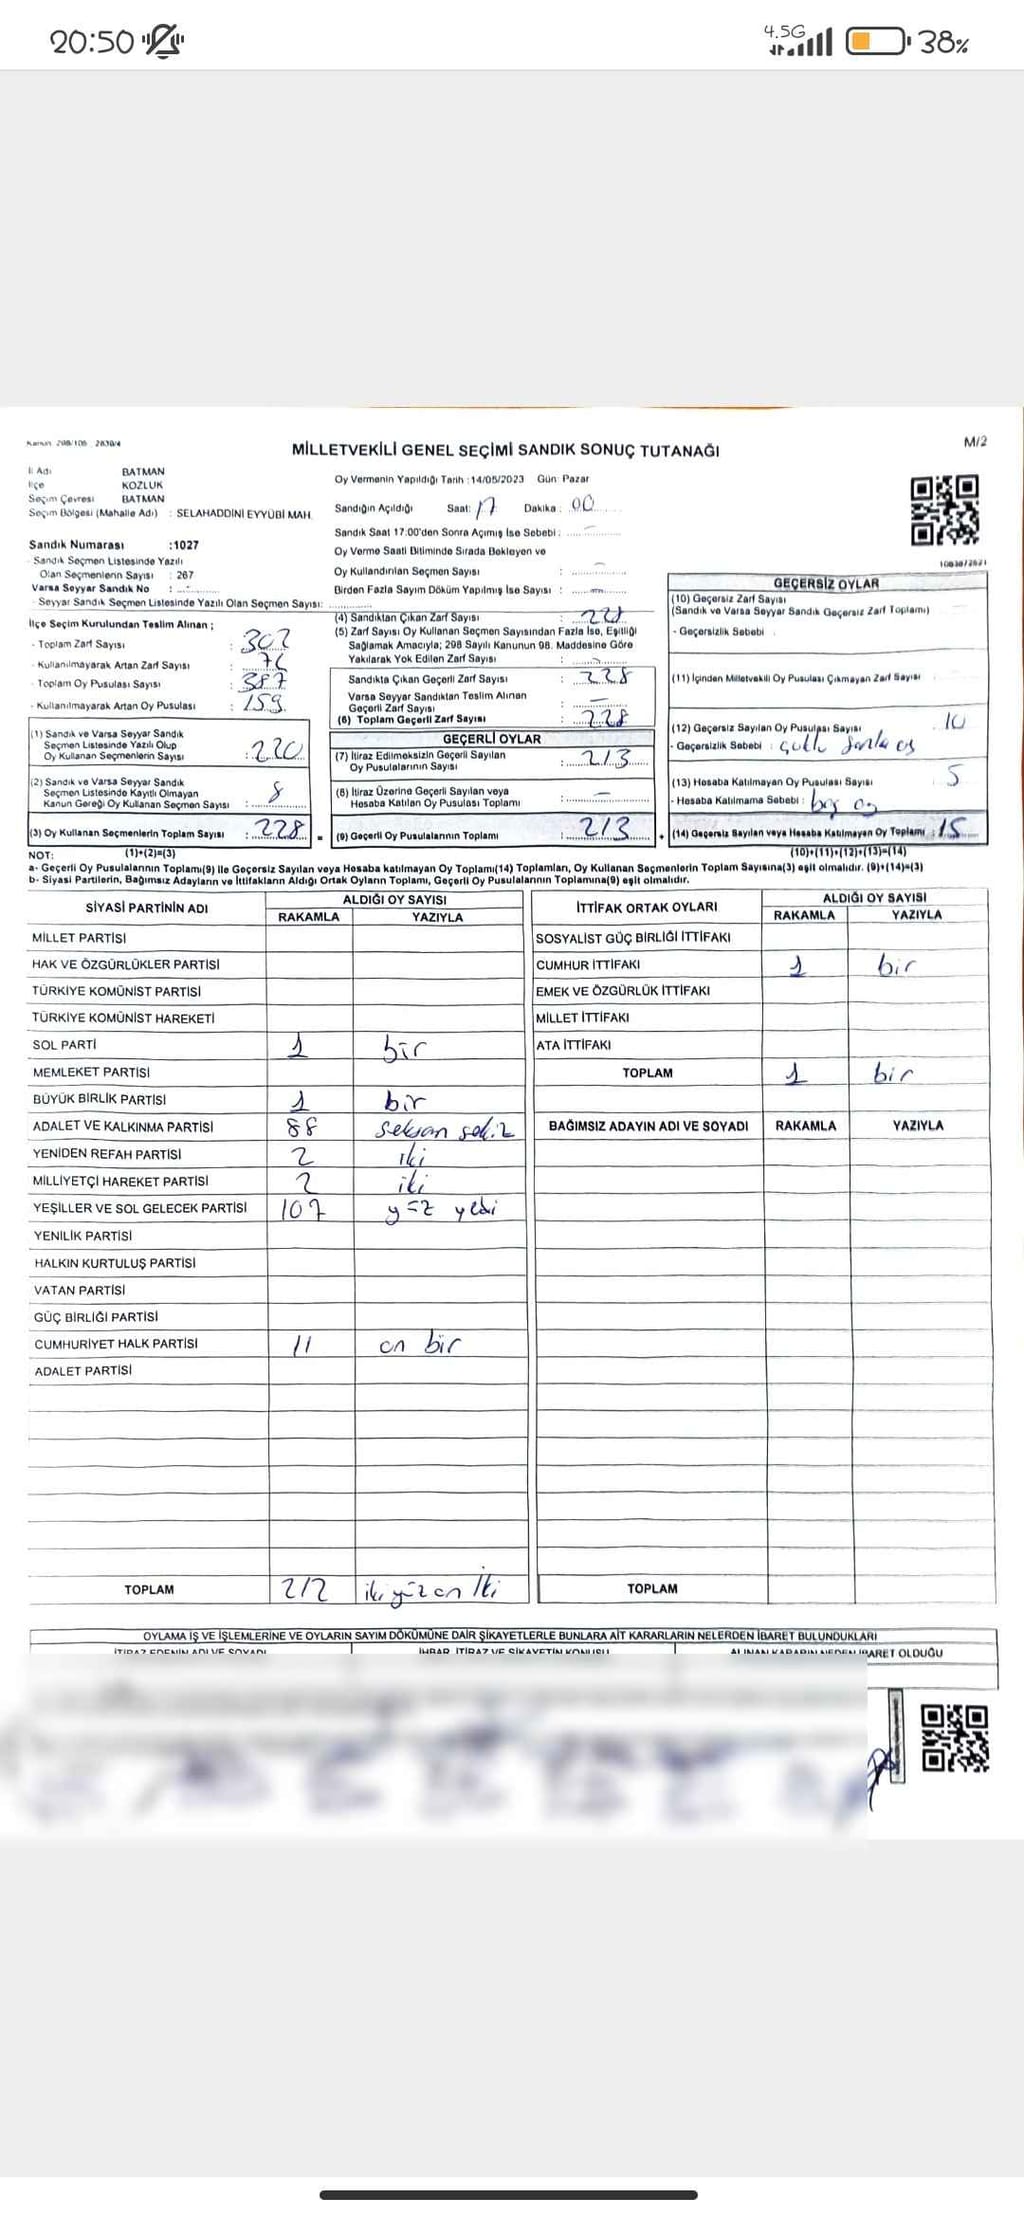 20:50 4.5G 38%
Kanun: 298/105 , 2839/4
M/2
MİLLETVEKİLİ GENEL SEÇİMİ SANDIK SONUÇ TUTANAĞI
İl Adı BATMAN
İlçe KOZLUK
Seçim Çevresi BATMAN
Seçim Bölgesi (Mahalle Adı) : SELAHADDİNİ EYYÜBİ MAH.
Sandık Numarası :1027
- Sandık Seçmen Listesinde Yazılı
Olan Seçmenlerin Sayısı : 267
Varsa Seyyar Sandık No :
- Seyyar Sandık Seçmen Listesinde Yazılı Olan Seçmen Sayısı:
İlçe Seçim Kurulundan Teslim Alınan ;
- Toplam Zarf Sayısı : 302
- Kullanılmayarak Artan Zarf Sayısı : 76
- Toplam Oy Pusulası Sayısı : 387
- Kullanılmayarak Artan Oy Pusulası : 159
(1) Sandık ve Varsa Seyyar Sandık
Seçmen Listesinde Yazılı Olup
Oy Kullanan Seçmenlerin Sayısı : 220
(2) Sandık ve Varsa Seyyar Sandık
Seçmen Listesinde Kayıtlı Olmayan
Kanun Gereği Oy Kullanan Seçmen Sayısı : 8
(3) Oy Kullanan Seçmenlerin Toplam Sayısı : 228
(1)+(2)=(3)
Oy Vermenin Yapıldığı Tarih : 14/05/2023 Gün: Pazar
Sandığın Açıldığı Saat: 17 Dakika : 00
Sandık Saat 17:00'den Sonra Açımış İse Sebebi : –
Oy Verme Saati Bitiminde Sırada Bekleyen ve
Oy Kullandırılan Seçmen Sayısı : –
Birden Fazla Sayım Döküm Yapılmış İse Sayısı : –
(4) Sandıktan Çıkan Zarf Sayısı : 228
(5) Zarf Sayısı Oy Kullanan Seçmen Sayısından Fazla İse, Eşitliği
Sağlamak Amacıyla; 298 Sayılı Kanunun 98. Maddesine Göre
Yakılarak Yok Edilen Zarf Sayısı : –
Sandıkta Çıkan Geçerli Zarf Sayısı : 228
Varsa Seyyar Sandıktan Teslim Alınan
Geçerli Zarf Sayısı : –
(6) Toplam Geçerli Zarf Sayısı : 228
GEÇERLİ OYLAR
(7) İtiraz Edilmeksizin Geçerli Sayılan
Oy Pusulalarının Sayısı : 213
(8) İtiraz Üzerine Geçerli Sayılan veya
Hesaba Katılan Oy Pusulası Toplamı : –
(9) Geçerli Oy Pusulalarının Toplamı : 213
1083872621
GEÇERSİZ OYLAR
(10) Geçersiz Zarf Sayısı
(Sandık ve Varsa Seyyar Sandık Geçersiz Zarf Toplamı)
- Geçersizlik Sebebi
(11) İçinden Milletvekili Oy Pusulası Çıkmayan Zarf Sayısı
(12) Geçersiz Sayılan Oy Pusulası Sayısı 10
- Geçersizlik Sebebi :
(13) Hesaba Katılmayan Oy Pusulası Sayısı 5
- Hesaba Katılmama Sebebi : boş oy
(14) Geçersiz Sayılan veya Hesaba Katılmayan Oy Toplamı : 15
(10)+(11)+(12)+(13)=(14)
NOT:
a- Geçerli Oy Pusulalarının Toplamı(9) ile Geçersiz Sayılan veya Hesaba katılmayan Oy Toplamı(14) Toplamları, Oy Kullanan Seçmenlerin Toplam Sayısına(3) eşit olmalıdır. (9)+(14)=(3)
b- Siyasi Partilerin, Bağımsız Adayların ve İttifakların Aldığı Ortak Oyların Toplamı, Geçerli Oy Pusulalarının Toplamına(9) eşit olmalıdır.
SİYASİ PARTİNİN ADI ALDIĞI OY SAYISI
RAKAMLA YAZIYLA
MİLLET PARTİSİ
HAK VE ÖZGÜRLÜKLER PARTİSİ
TÜRKİYE KOMÜNİST PARTİSİ
TÜRKİYE KOMÜNİST HAREKETİ
SOL PARTİ 1 bir
MEMLEKET PARTİSİ
BÜYÜK BİRLİK PARTİSİ 1 bir
ADALET VE KALKINMA PARTİSİ 88 seksan sekiz
YENİDEN REFAH PARTİSİ 2 iki
MİLLİYETÇİ HAREKET PARTİSİ 2 iki
YEŞİLLER VE SOL GELECEK PARTİSİ 107 yüz yedi
YENİLİK PARTİSİ
HALKIN KURTULUŞ PARTİSİ
VATAN PARTİSİ
GÜÇ BİRLİĞİ PARTİSİ
CUMHURİYET HALK PARTİSİ 11 on bir
ADALET PARTİSİ
TOPLAM 212 iki yüz on iki
İTTİFAK ORTAK OYLARI ALDIĞI OY SAYISI
RAKAMLA YAZIYLA
SOSYALİST GÜÇ BİRLİĞİ İTTİFAKI
CUMHUR İTTİFAKI 1 bir
EMEK VE ÖZGÜRLÜK İTTİFAKI
MİLLET İTTİFAKI
ATA İTTİFAKI
TOPLAM 1 bir
BAĞIMSIZ ADAYIN ADI VE SOYADI RAKAMLA YAZIYLA
TOPLAM
OYLAMA İŞ VE İŞLEMLERİNE VE OYLARIN SAYIM DÖKÜMÜNE DAİR ŞİKAYETLERLE BUNLARA AİT KARARLARIN NELERDEN İBARET BULUNDUKLARI
İTİRAZ EDENİN ADI VE SOYADI İHBAR, İTİRAZ VE ŞİKAYETİN KONUSU ALINAN KARARIN NEDEN İBARET OLDUĞU